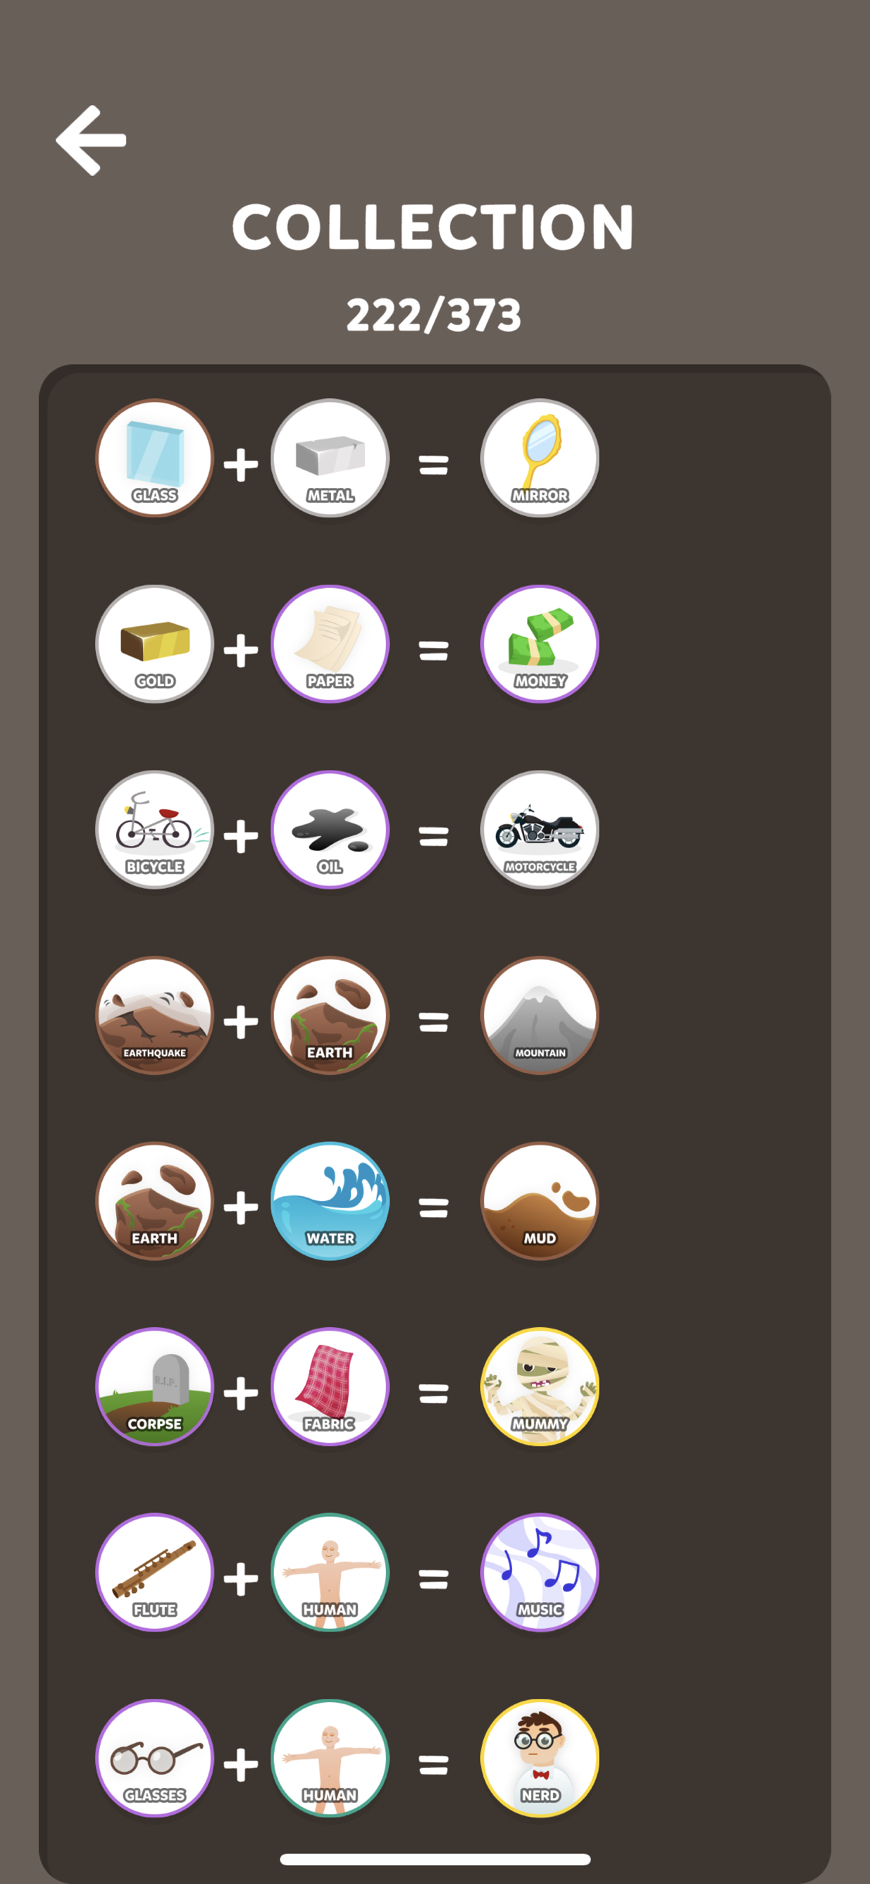 COLLECTION
222/373
GLASS + METAL = MIRROR
GOLD + PAPER = MONEY
BICYCLE + OIL = MOTORCYCLE
EARTHQUAKE + EARTH = MOUNTAIN
EARTH + WATER = MUD
R.I.P.
CORPSE + FABRIC = MUMMY
FLUTE + HUMAN = MUSIC
GLASSES + HUMAN = NERD